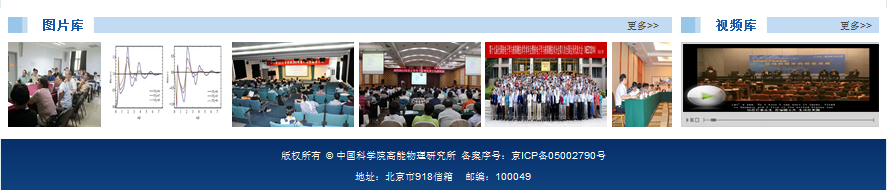 图片库
更多>>
视频库
更多>>
版权所有 © 中国科学院高能物理研究所 备案序号：京ICP备05002790号
地址：北京市918信箱 邮编：100049